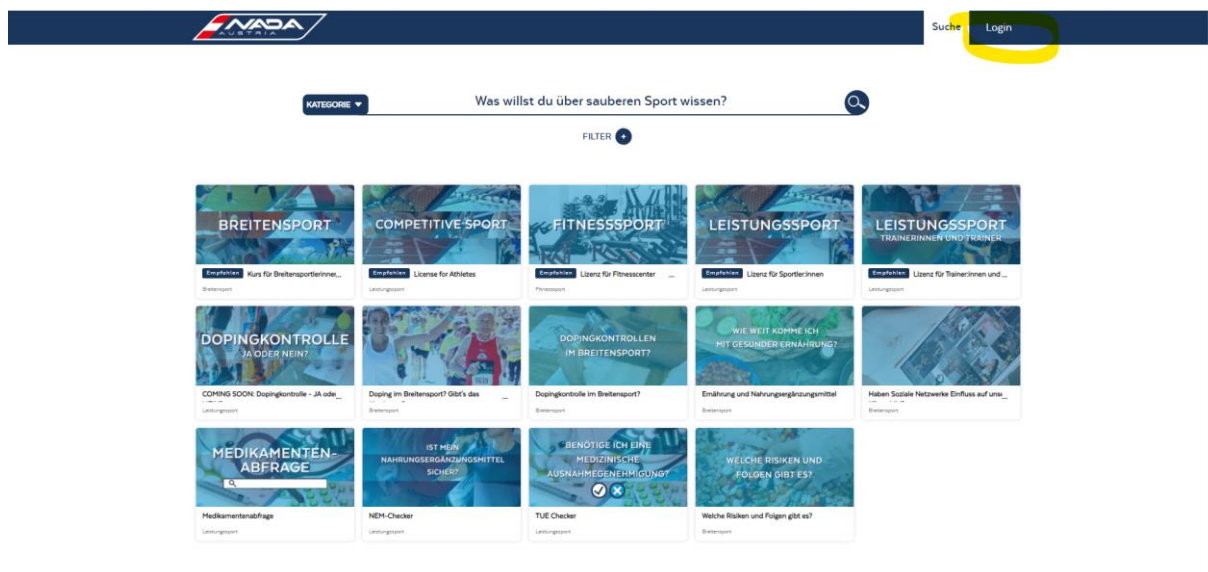 NADA
AUSTRIA
Suche
Login
KATEGORIE
Was willst du über sauberen Sport wissen?
FILTER +
BREITENSPORT
Empfohlen Kurs für Breitensportlerinner...
Breitensport
COMPETITIVE SPORT
Empfohlen License for Athletes
Leistungssport
FITNESSSPORT
Empfohlen Lizenz für Fitnesscenter ...
Fitnesssport
LEISTUNGSSPORT
Empfohlen Lizenz für Sportler:innen
Leistungssport
LEISTUNGSSPORT
TRAINERINNEN UND TRAINER
Empfohlen Lizenz für Trainer:innen und ...
Leistungssport
DOPINGKONTROLLE
JA ODER NEIN?
COMING SOON: Dopingkontrolle - JA ode...
Leistungssport
Doping im Breitensport? Gibt's das ...
Breitensport
DOPINGKONTROLLEN
IM BREITENSPORT?
Dopingkontrolle im Breitensport?
Breitensport
WIE WEIT KOMME ICH
MIT GESUNDER ERNÄHRUNG?
Ernährung und Nahrungsergänzungsmittel
Breitensport
Haben Soziale Netzwerke Einfluss auf uns...
Breitensport
MEDIKAMENTEN-
ABFRAGE
Medikamentenabfrage
Leistungssport
IST MEIN
NAHRUNGSERGÄNZUNGSMITTEL
SICHER?
NEM-Checker
Leistungssport
BENÖTIGE ICH EINE
MEDIZINISCHE
AUSNAHMEGENEHMIGUNG?
TUE Checker
Leistungssport
WELCHE RISIKEN UND
FOLGEN GIBT ES?
Welche Risiken und Folgen gibt es?
Breitensport